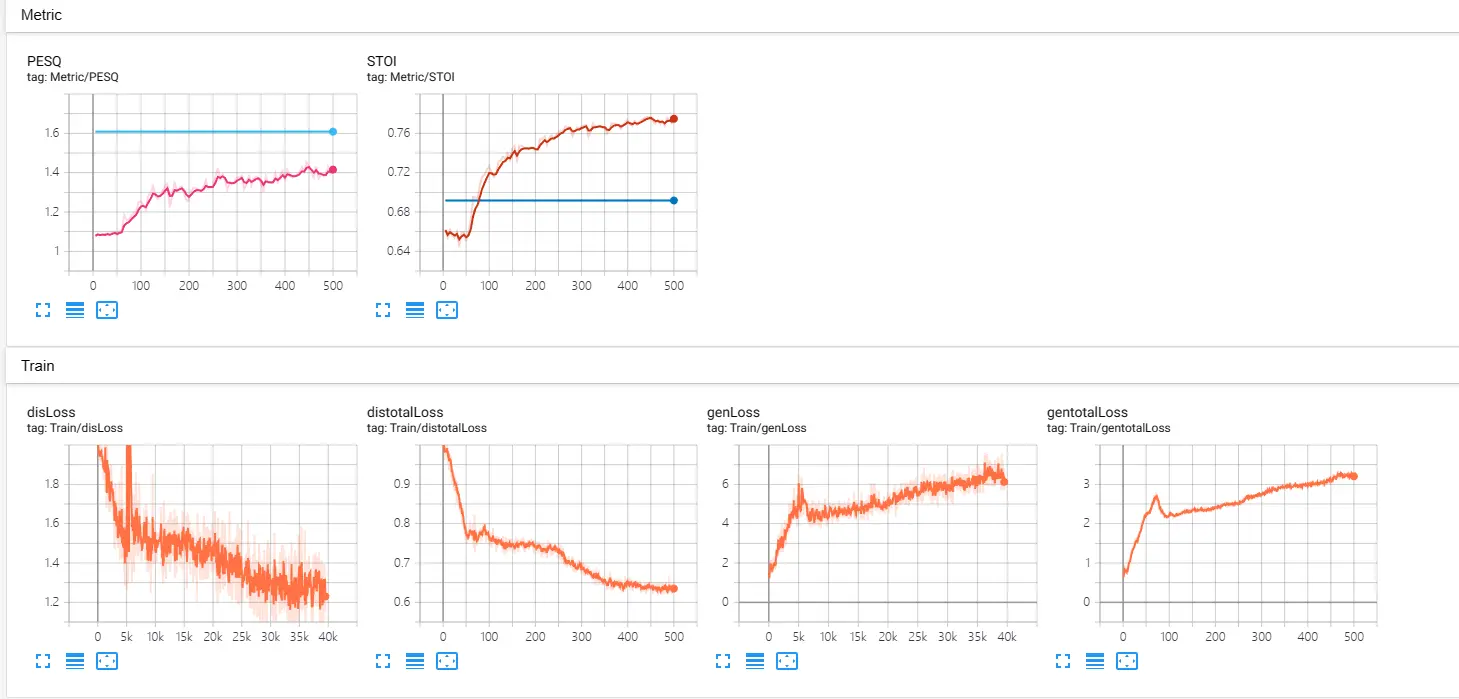 Metric
PESQ
tag: Metric/PESQ
1.6
1.4
1.2
1
0 100 200 300 400 500
STOI
tag: Metric/STOI
0.76
0.72
0.68
0.64
0 100 200 300 400 500
Train
disLoss
tag: Train/disLoss
1.8
1.6
1.4
1.2
0 5k 10k 15k 20k 25k 30k 35k 40k
distotalLoss
tag: Train/distotalLoss
0.9
0.8
0.7
0.6
0 100 200 300 400 500
genLoss
tag: Train/genLoss
6
4
2
0
0 5k 10k 15k 20k 25k 30k 35k 40k
gentotalLoss
tag: Train/gentotalLoss
3
2
1
0
0 100 200 300 400 500